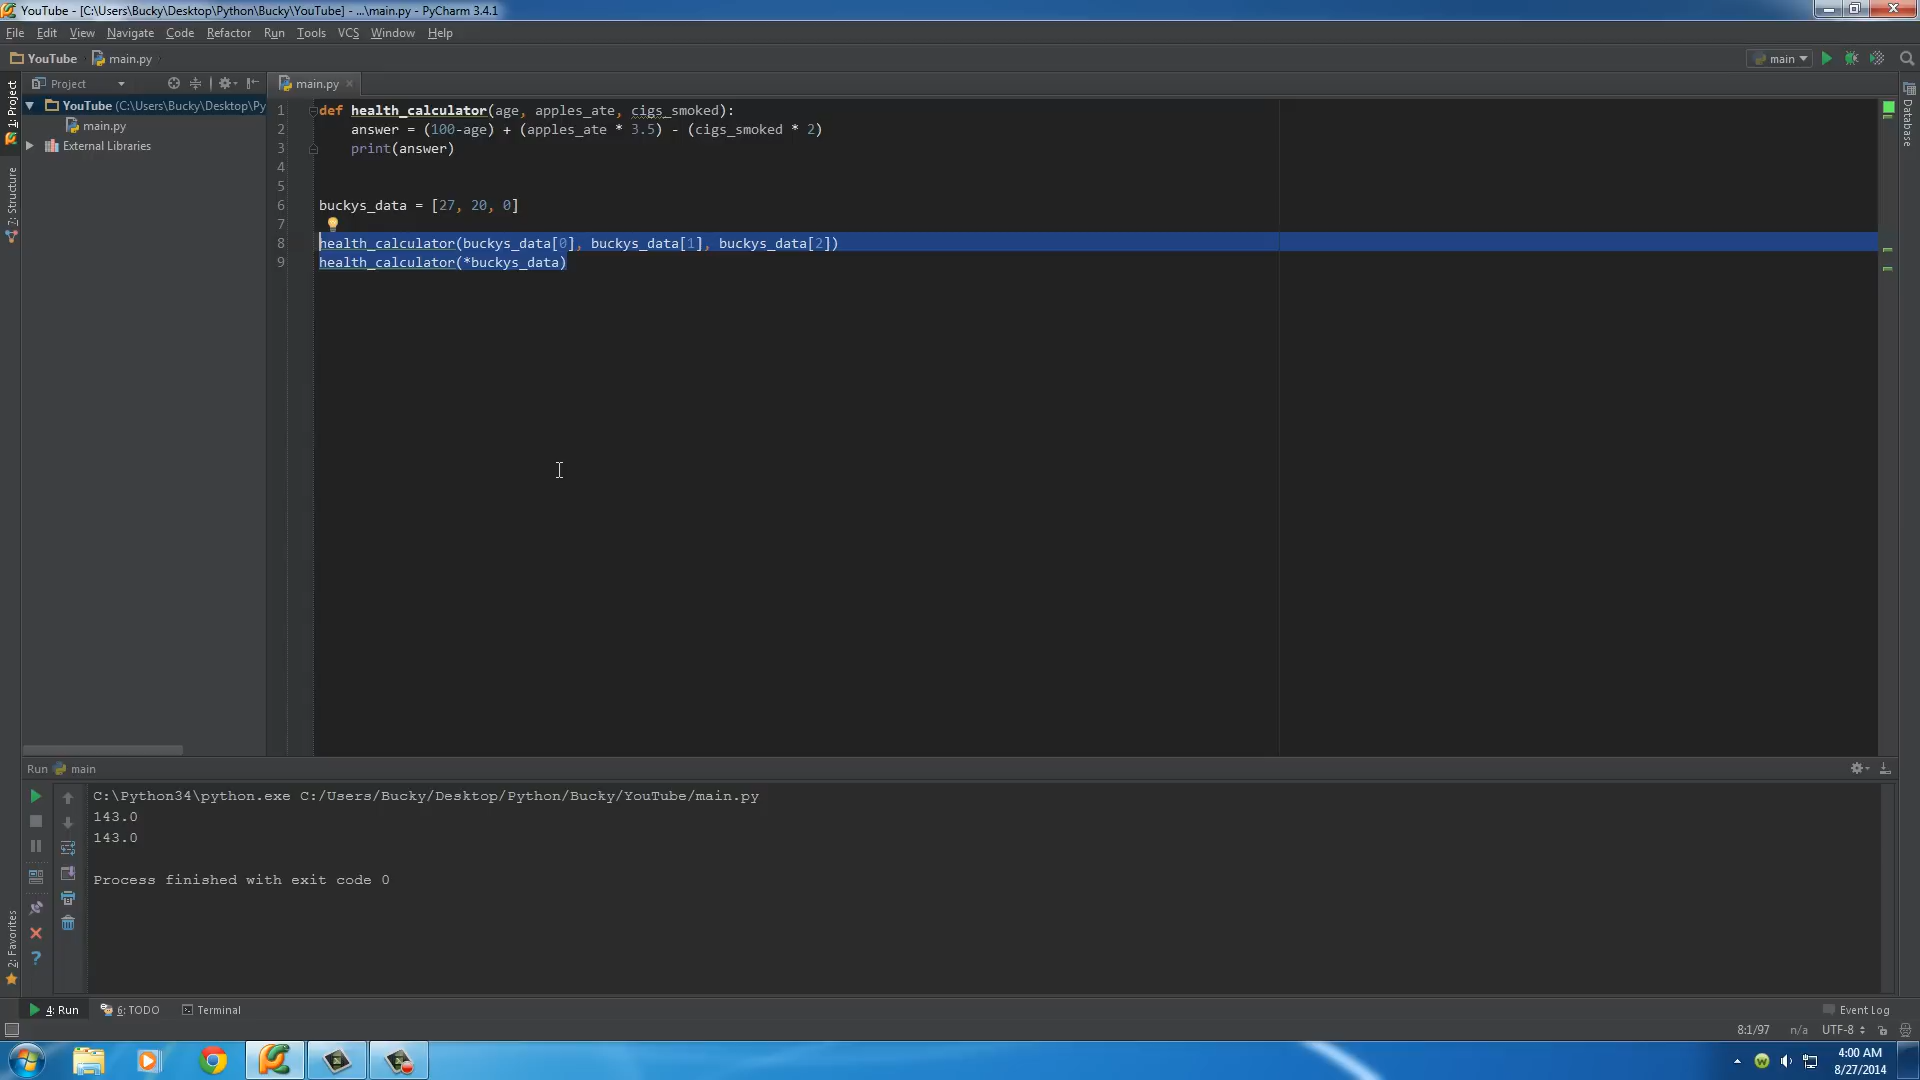 YouTube - [C:\Users\Bucky\Desktop\Python\Bucky\YouTube] - ...\main.py - PyCharm 3.4.1
File Edit View Navigate Code Refactor Run Tools VCS Window Help
YouTube main.py main
Project main.py
1: Project
7: Structure
2: Favorites
Database
YouTube (C:\Users\Bucky\Desktop\Py
main.py
External Libraries
1 def health_calculator(age, apples_ate, cigs_smoked):
2 answer = (100-age) + (apples_ate * 3.5) - (cigs_smoked * 2)
3 print(answer)
4
5
6 buckys_data = [27, 20, 0]
7
8 health_calculator(buckys_data[0], buckys_data[1], buckys_data[2])
9 health_calculator(*buckys_data)
Run main
C:\Python34\python.exe C:/Users/Bucky/Desktop/Python/Bucky/YouTube/main.py
143.0
143.0
Process finished with exit code 0
4: Run 6: TODO Terminal Event Log
8:1/97 n/a UTF-8
4:00 AM
8/27/2014